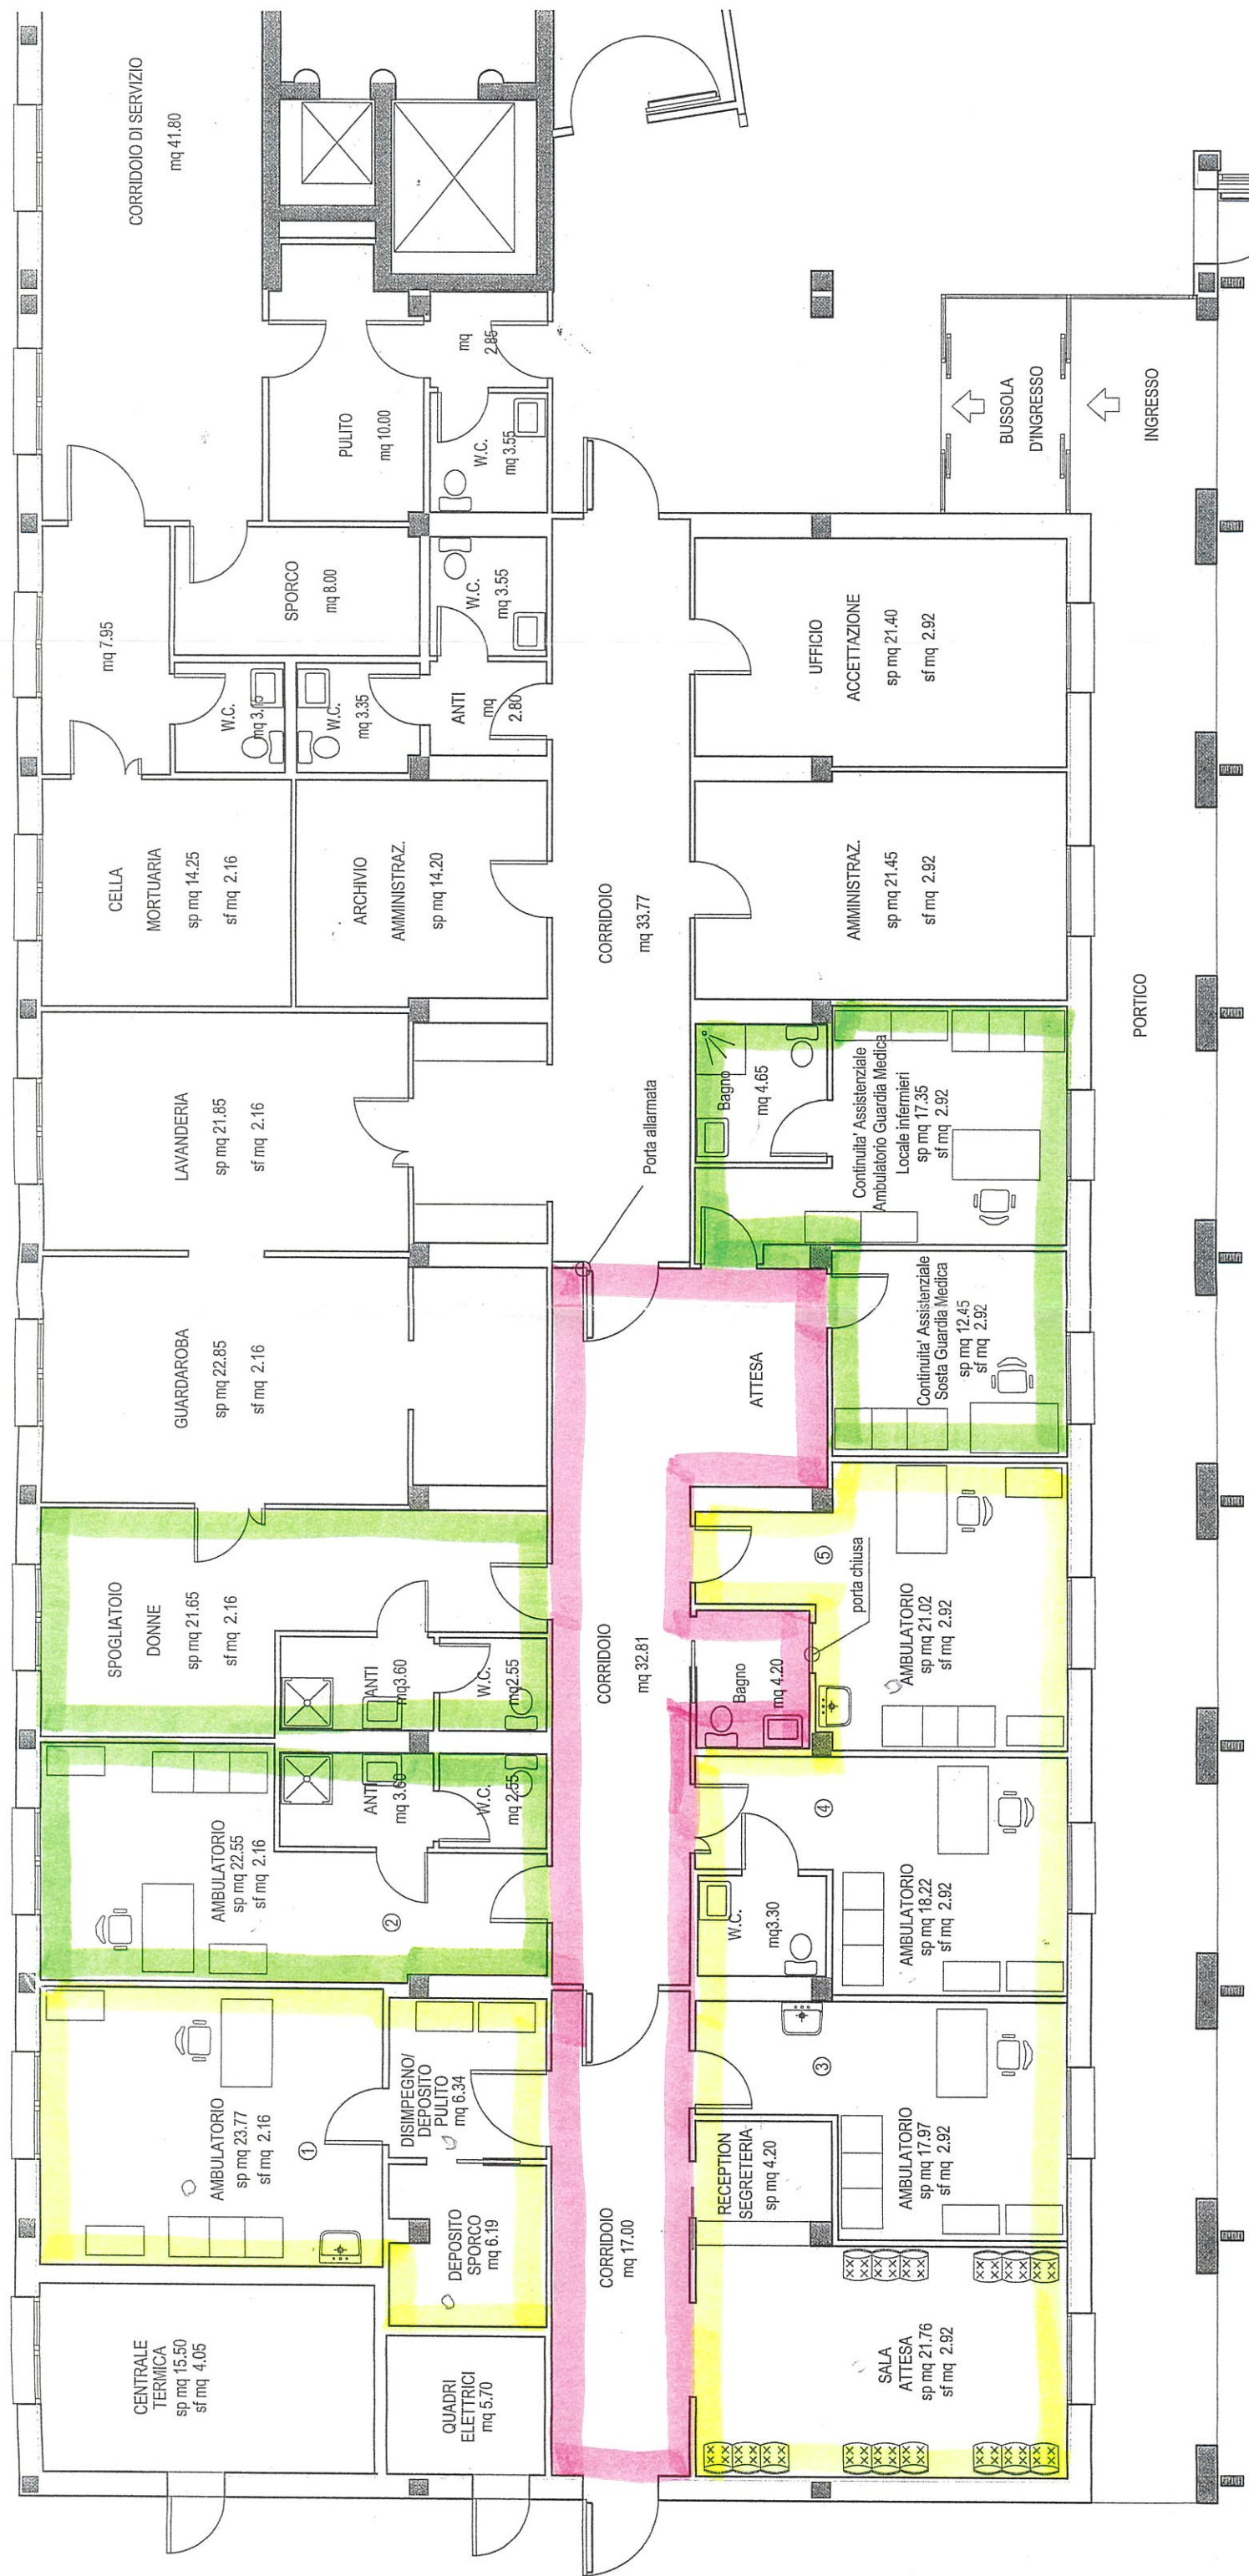 CORRIDOIO DI SERVIZIO
mq 41.80
PULITO
mq 10.00
mq
2.85
W.C.
mq 3.55
BUSSOLA
D'INGRESSO
INGRESSO
mq 7.95
SPORCO
mq 8.00
W.C.
W.C.
mq 3.35
ANTI
mq
2.80
W.C.
mq 3.55
UFFICIO
ACCETTAZIONE
sp mq 21.40
sf mq 2.92
CELLA
MORTUARIA
sp mq 14.25
sf mq 2.16
ARCHIVIO
AMMINISTRAZ.
sp mq 14.20
CORRIDOIO
mq 33.77
AMMINISTRAZ.
sp mq 21.45
sf mq 2.92
PORTICO
LAVANDERIA
sp mq 21.85
sf mq 2.16
Porta allarmata
Bagno
mq 4.65
Continuita' Assistenziale
Ambulatorio Guardia Medica
Locale infermieri
sp mq 17.35
sf mq 2.92
GUARDAROBA
sp mq 22.85
sf mq 2.16
ATTESA
Continuita' Assistenziale
Sosta Guardia Medica
sp mq 12.45
sf mq 2.92
SPOGLIATOIO
DONNE
sp mq 21.65
sf mq 2.16
ANTI
mq3.60
W.C.
mq2.55
CORRIDOIO
mq 32.81
Bagno
mq 4.20
5
porta chiusa
AMBULATORIO
sp mq 21.02
sf mq 2.92
AMBULATORIO
sp mq 22.55
sf mq 2.16
2
ANTI
mq 3.60
W.C.
mq 2.55
W.C.
mq3.30
4
AMBULATORIO
sp mq 18.22
sf mq 2.92
AMBULATORIO
sp mq 23.77
sf mq 2.16
1
DISIMPEGNO/
DEPOSITO
PULITO
mq 6.34
DEPOSITO
SPORCO
mq 6.19
CORRIDOIO
mq 17.00
RECEPTION
SEGRETERIA
sp mq 4.20
3
AMBULATORIO
sp mq 17.97
sf mq 2.92
CENTRALE
TERMICA
sp mq 15.50
sf mq 4.05
QUADRI
ELETTRICI
mq 5.70
SALA
ATTESA
sp mq 21.76
sf mq 2.92